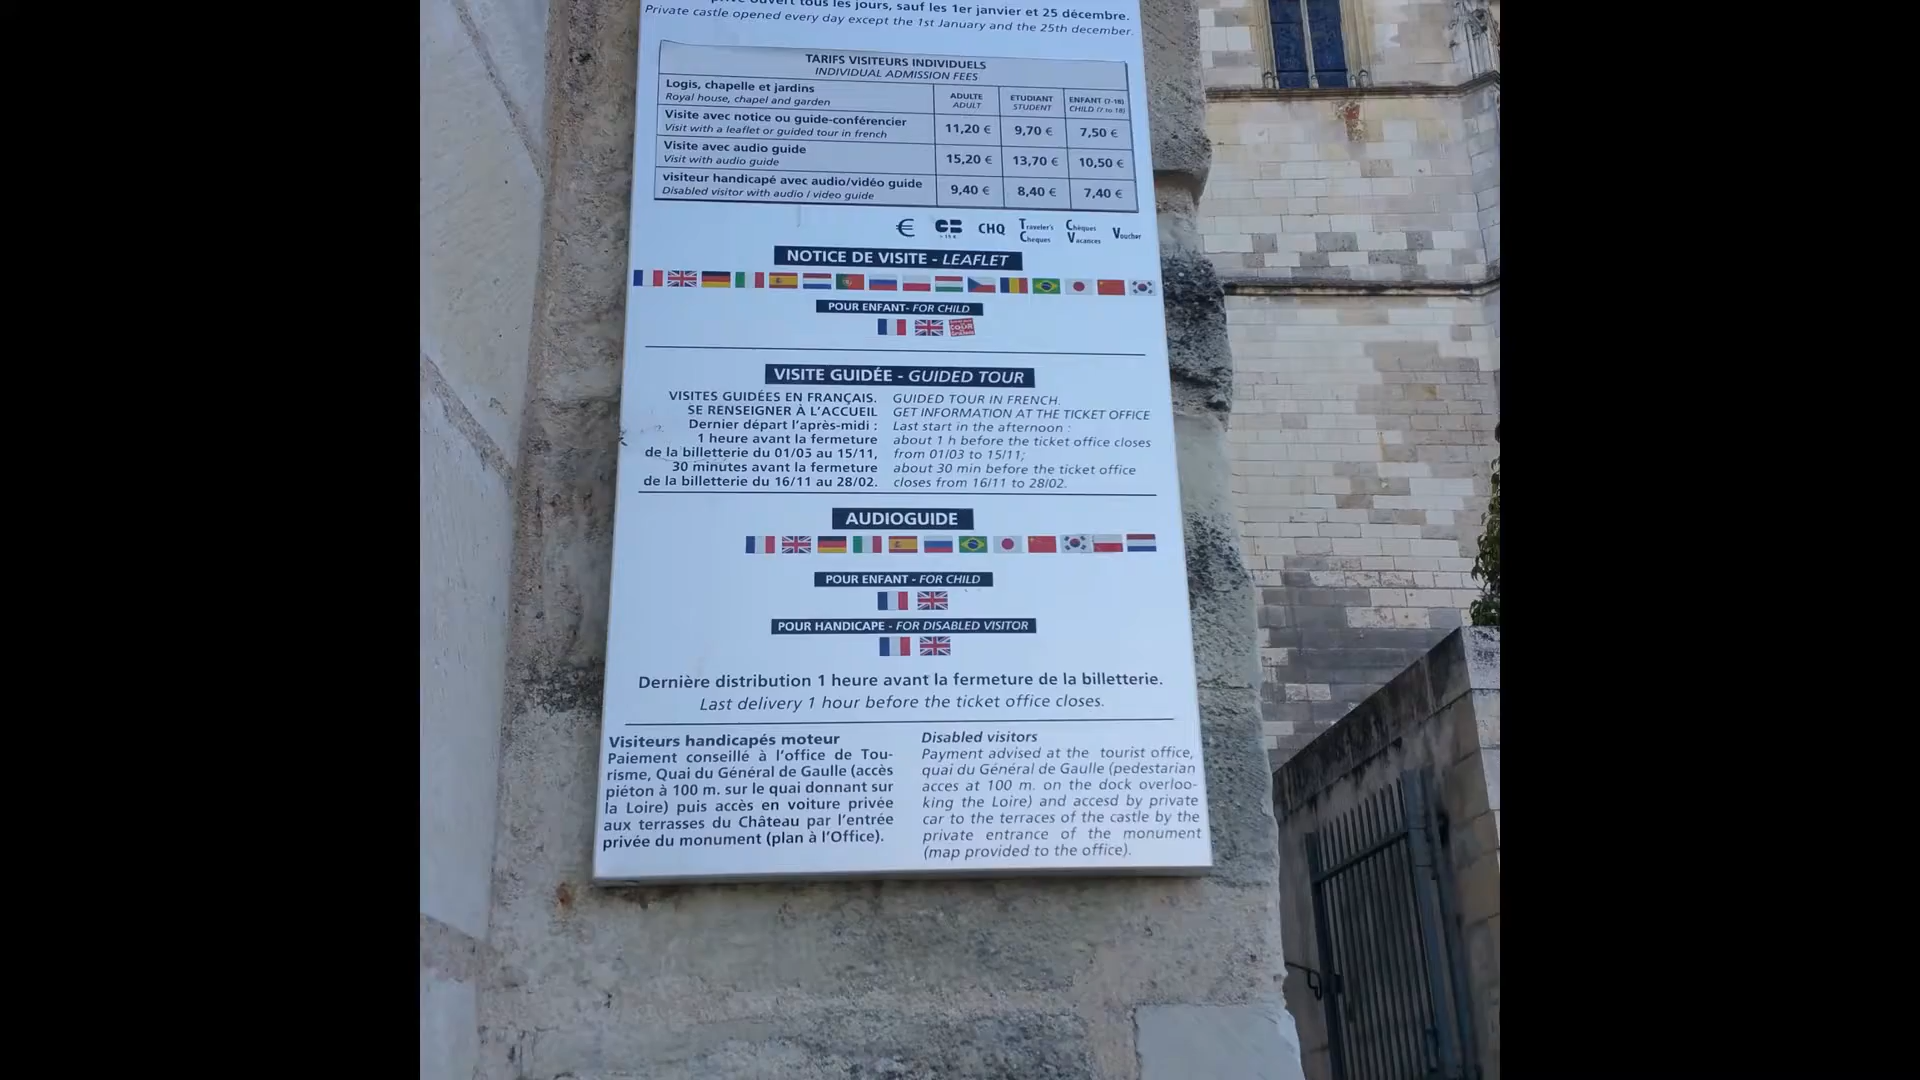 ouvert tous les jours, sauf les 1er janvier et 25 décembre.
Private castle opened every day except the 1st January and the 25th december.
TARIFS VISITEURS INDIVIDUELS
INDIVIDUAL ADMISSION FEES
Logis, chapelle et jardins
Royal house, chapel and garden
ADULTE
ADULT
ETUDIANT
STUDENT
ENFANT (7-18)
CHILD (7 to 18)
Visite avec notice ou guide-conférencier
Visit with a leaflet or guided tour in french
11,20 € 9,70 € 7,50 €
Visite avec audio guide
Visit with audio guide
15,20 € 13,70 € 10,50 €
visiteur handicapé avec audio/vidéo guide
Disabled visitor with audio / video guide
9,40 € 8,40 € 7,40 €
€ CB CHQ Traveler's Cheques Chèques Vacances Voucher
NOTICE DE VISITE - LEAFLET
POUR ENFANT- FOR CHILD
VISITE GUIDÉE - GUIDED TOUR
VISITES GUIDÉES EN FRANÇAIS.
SE RENSEIGNER À L'ACCUEIL
Dernier départ l'après-midi :
1 heure avant la fermeture
de la billetterie du 01/03 au 15/11,
30 minutes avant la fermeture
de la billetterie du 16/11 au 28/02.
GUIDED TOUR IN FRENCH.
GET INFORMATION AT THE TICKET OFFICE
Last start in the afternoon :
about 1 h before the ticket office closes
from 01/03 to 15/11;
about 30 min before the ticket office
closes from 16/11 to 28/02.
AUDIOGUIDE
POUR ENFANT - FOR CHILD
POUR HANDICAPE - FOR DISABLED VISITOR
Dernière distribution 1 heure avant la fermeture de la billetterie.
Last delivery 1 hour before the ticket office closes.
Visiteurs handicapés moteur
Paiement conseillé à l'office de Tou-
risme, Quai du Général de Gaulle (accès
piéton à 100 m. sur le quai donnant sur
la Loire) puis accès en voiture privée
aux terrasses du Château par l'entrée
privée du monument (plan à l'Office).
Disabled visitors
Payment advised at the tourist office,
quai du Général de Gaulle (pedestarian
acces at 100 m. on the dock overloo-
king the Loire) and accesd by private
car to the terraces of the castle by the
private entrance of the monument
(map provided to the office).